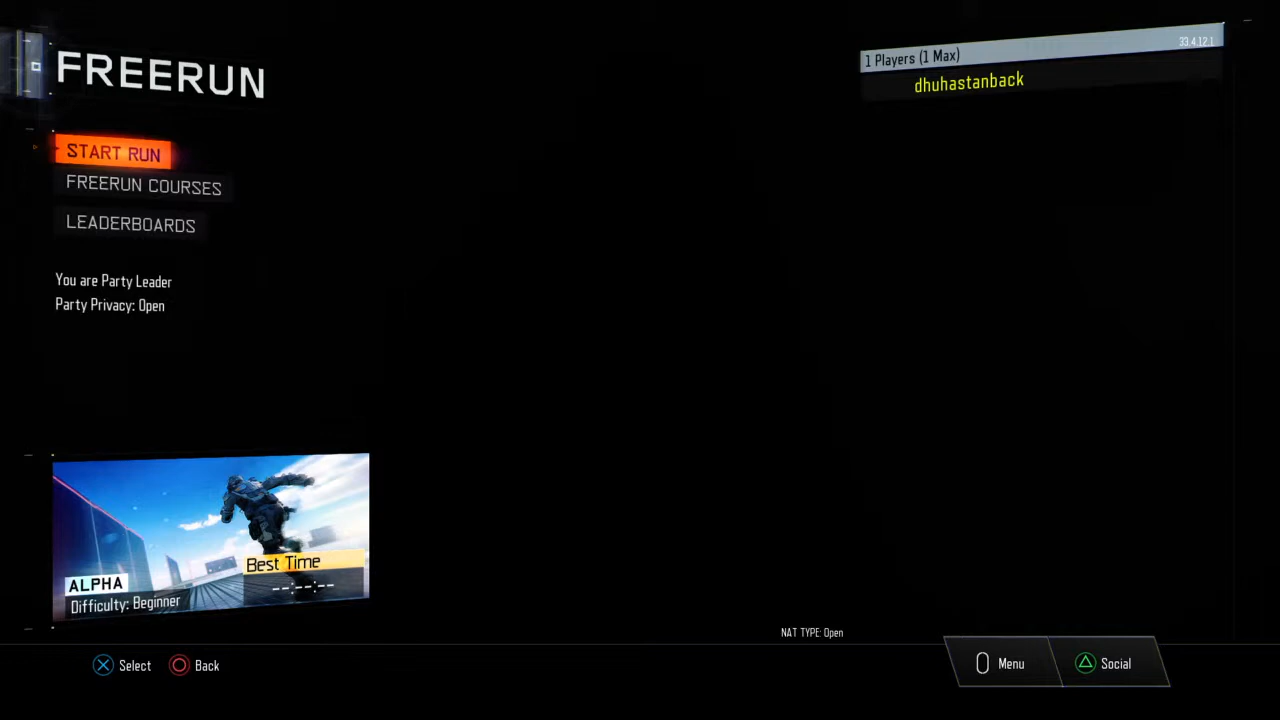 FREERUN
1 Players (1 Max)
33.4.12.1
dhuhastanback
START RUN
FREERUN COURSES
LEADERBOARDS
You are Party Leader
Party Privacy: Open
Best Time
--:--:--
ALPHA
Difficulty: Beginner
NAT TYPE: Open
Select
Back
Menu
Social